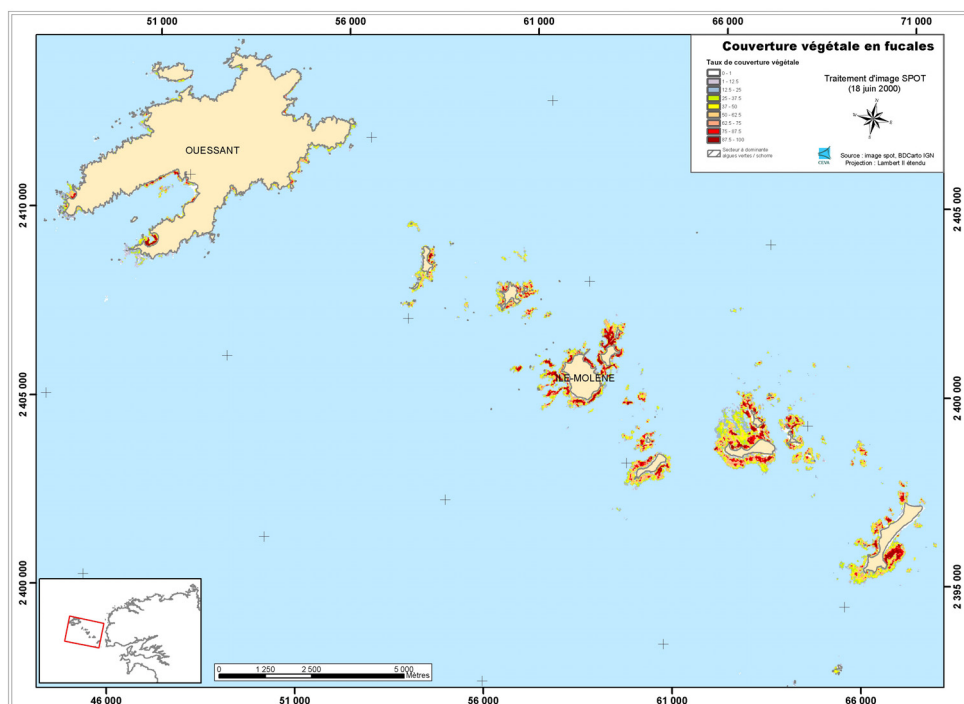 51 000
56 000
61 000
66 000
71 000
Couverture végétale en fucales
Taux de couverture végétale
0 - 1
1 - 12.5
12.5 - 25
25 - 37.5
37 - 50
50 - 62.5
62.5 - 75
75 - 87.5
87.5 - 100
Secteur à dominante
algues vertes / schorre
Traitement d'image SPOT
(18 juin 2000)
CEVA
Source : image spot, BDCarto IGN
Projection : Lambert II étendu
OUESSANT
2 410 000
2 405 000
ILE-MOLÈNE
2 405 000
2 400 000
2 400 000
2 395 000
0
1 250
2 500
5 000
Mètres
46 000
51 000
56 000
61 000
66 000